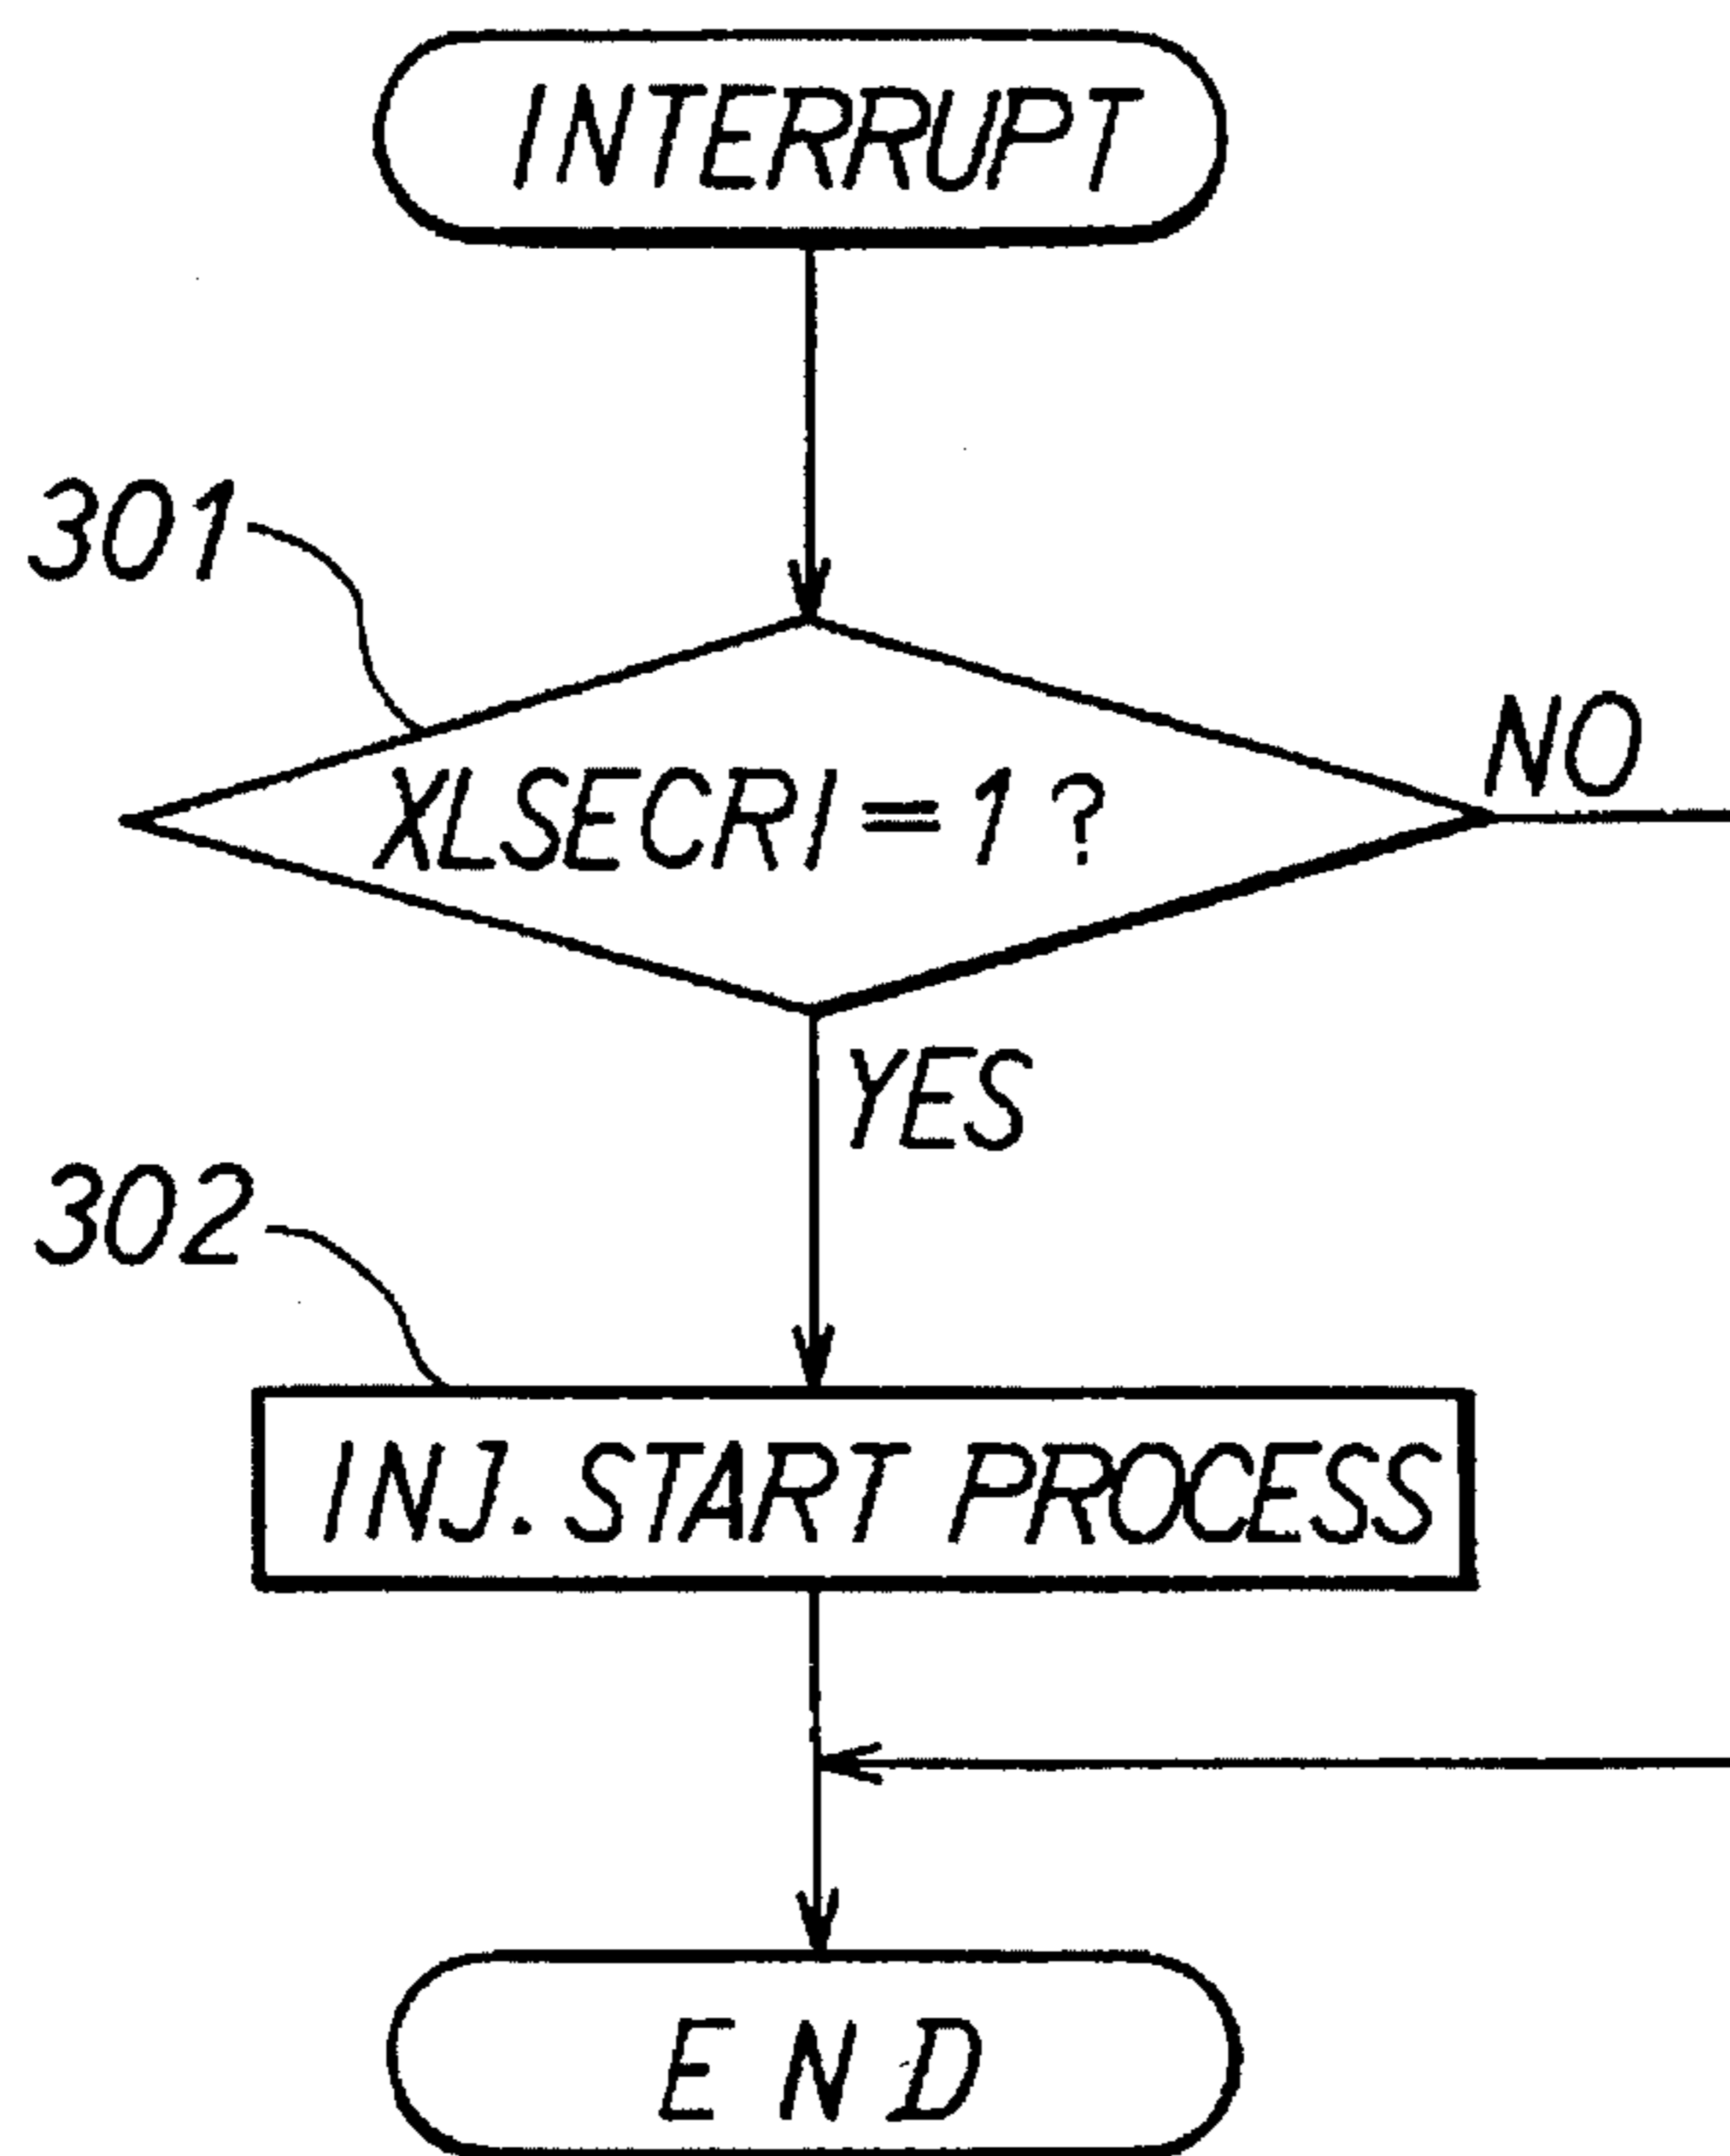 INTERRUPT
301
XLSECRI=1?
NO
YES
302
INJ. START PROCESS
END